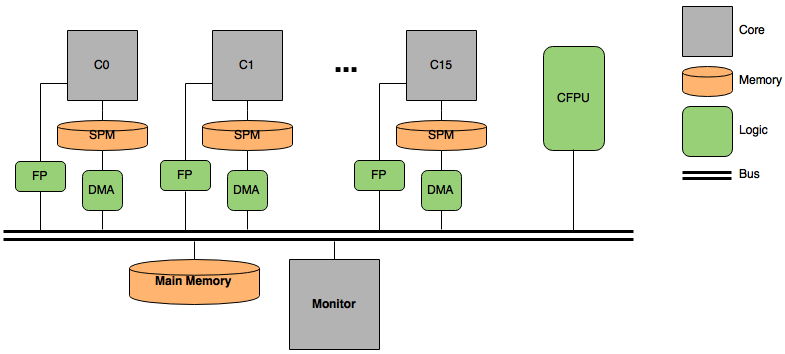 C0
C1
...
C15
CFPU
Core
SPM
SPM
SPM
Memory
FP
DMA
FP
DMA
FP
DMA
Logic
Bus
Main Memory
Monitor